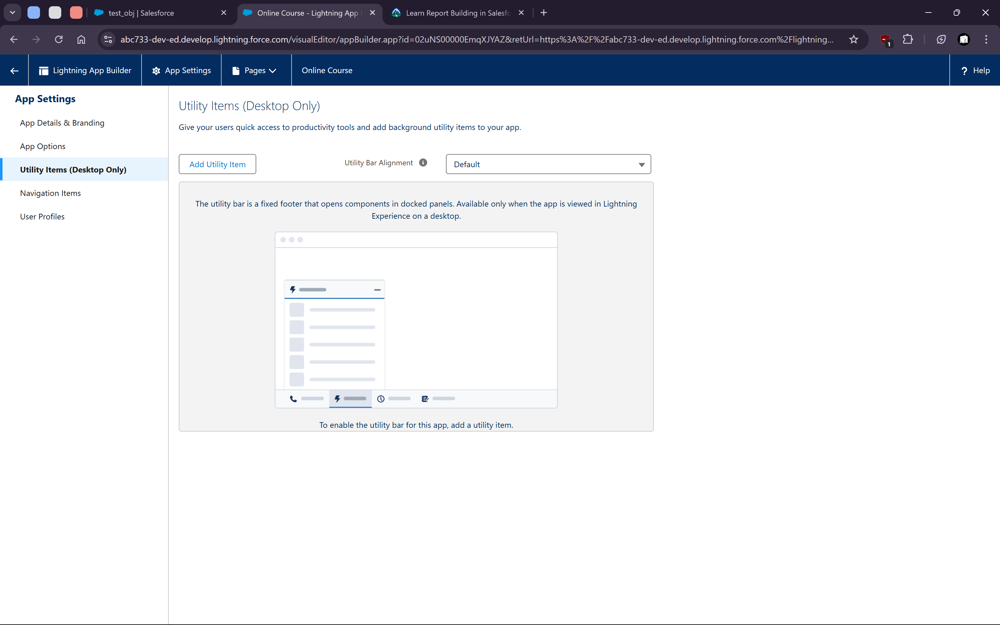 test_obj | Salesforce
Online Course - Lightning App
Learn Report Building in Salesfo
abc733-dev-ed.develop.lightning.force.com/visualEditor/appBuilder.app?id=02uNS00000EmqXJYAZ&retUrl=https%3A%2F%2Fabc733-dev-ed.develop.lightning.force.com%2Flightning...
1
Lightning App Builder
App Settings
Pages
Online Course
? Help
App Settings
App Details & Branding
App Options
Utility Items (Desktop Only)
Navigation Items
User Profiles
Utility Items (Desktop Only)
Give your users quick access to productivity tools and add background utility items to your app.
Add Utility Item
Utility Bar Alignment
Default
The utility bar is a fixed footer that opens components in docked panels. Available only when the app is viewed in Lightning
Experience on a desktop.
To enable the utility bar for this app, add a utility item.